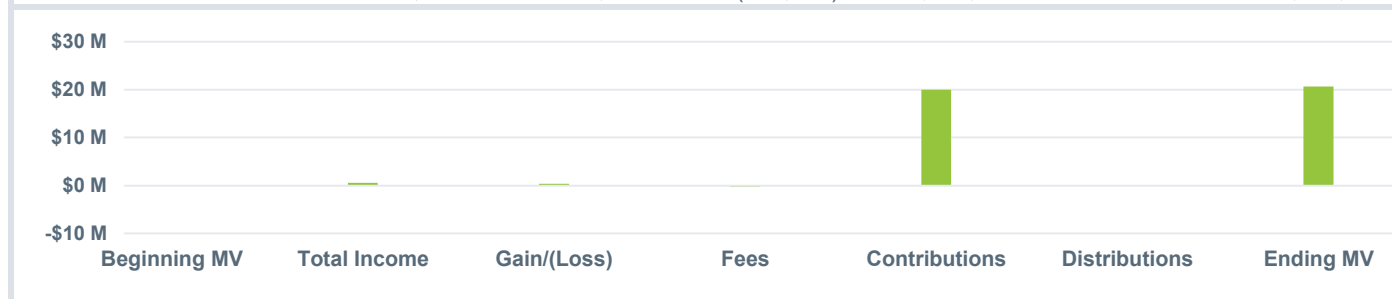 $30 M
$20 M
$10 M
$0 M
-$10 M
Beginning MV Total Income Gain/(Loss) Fees Contributions Distributions Ending MV